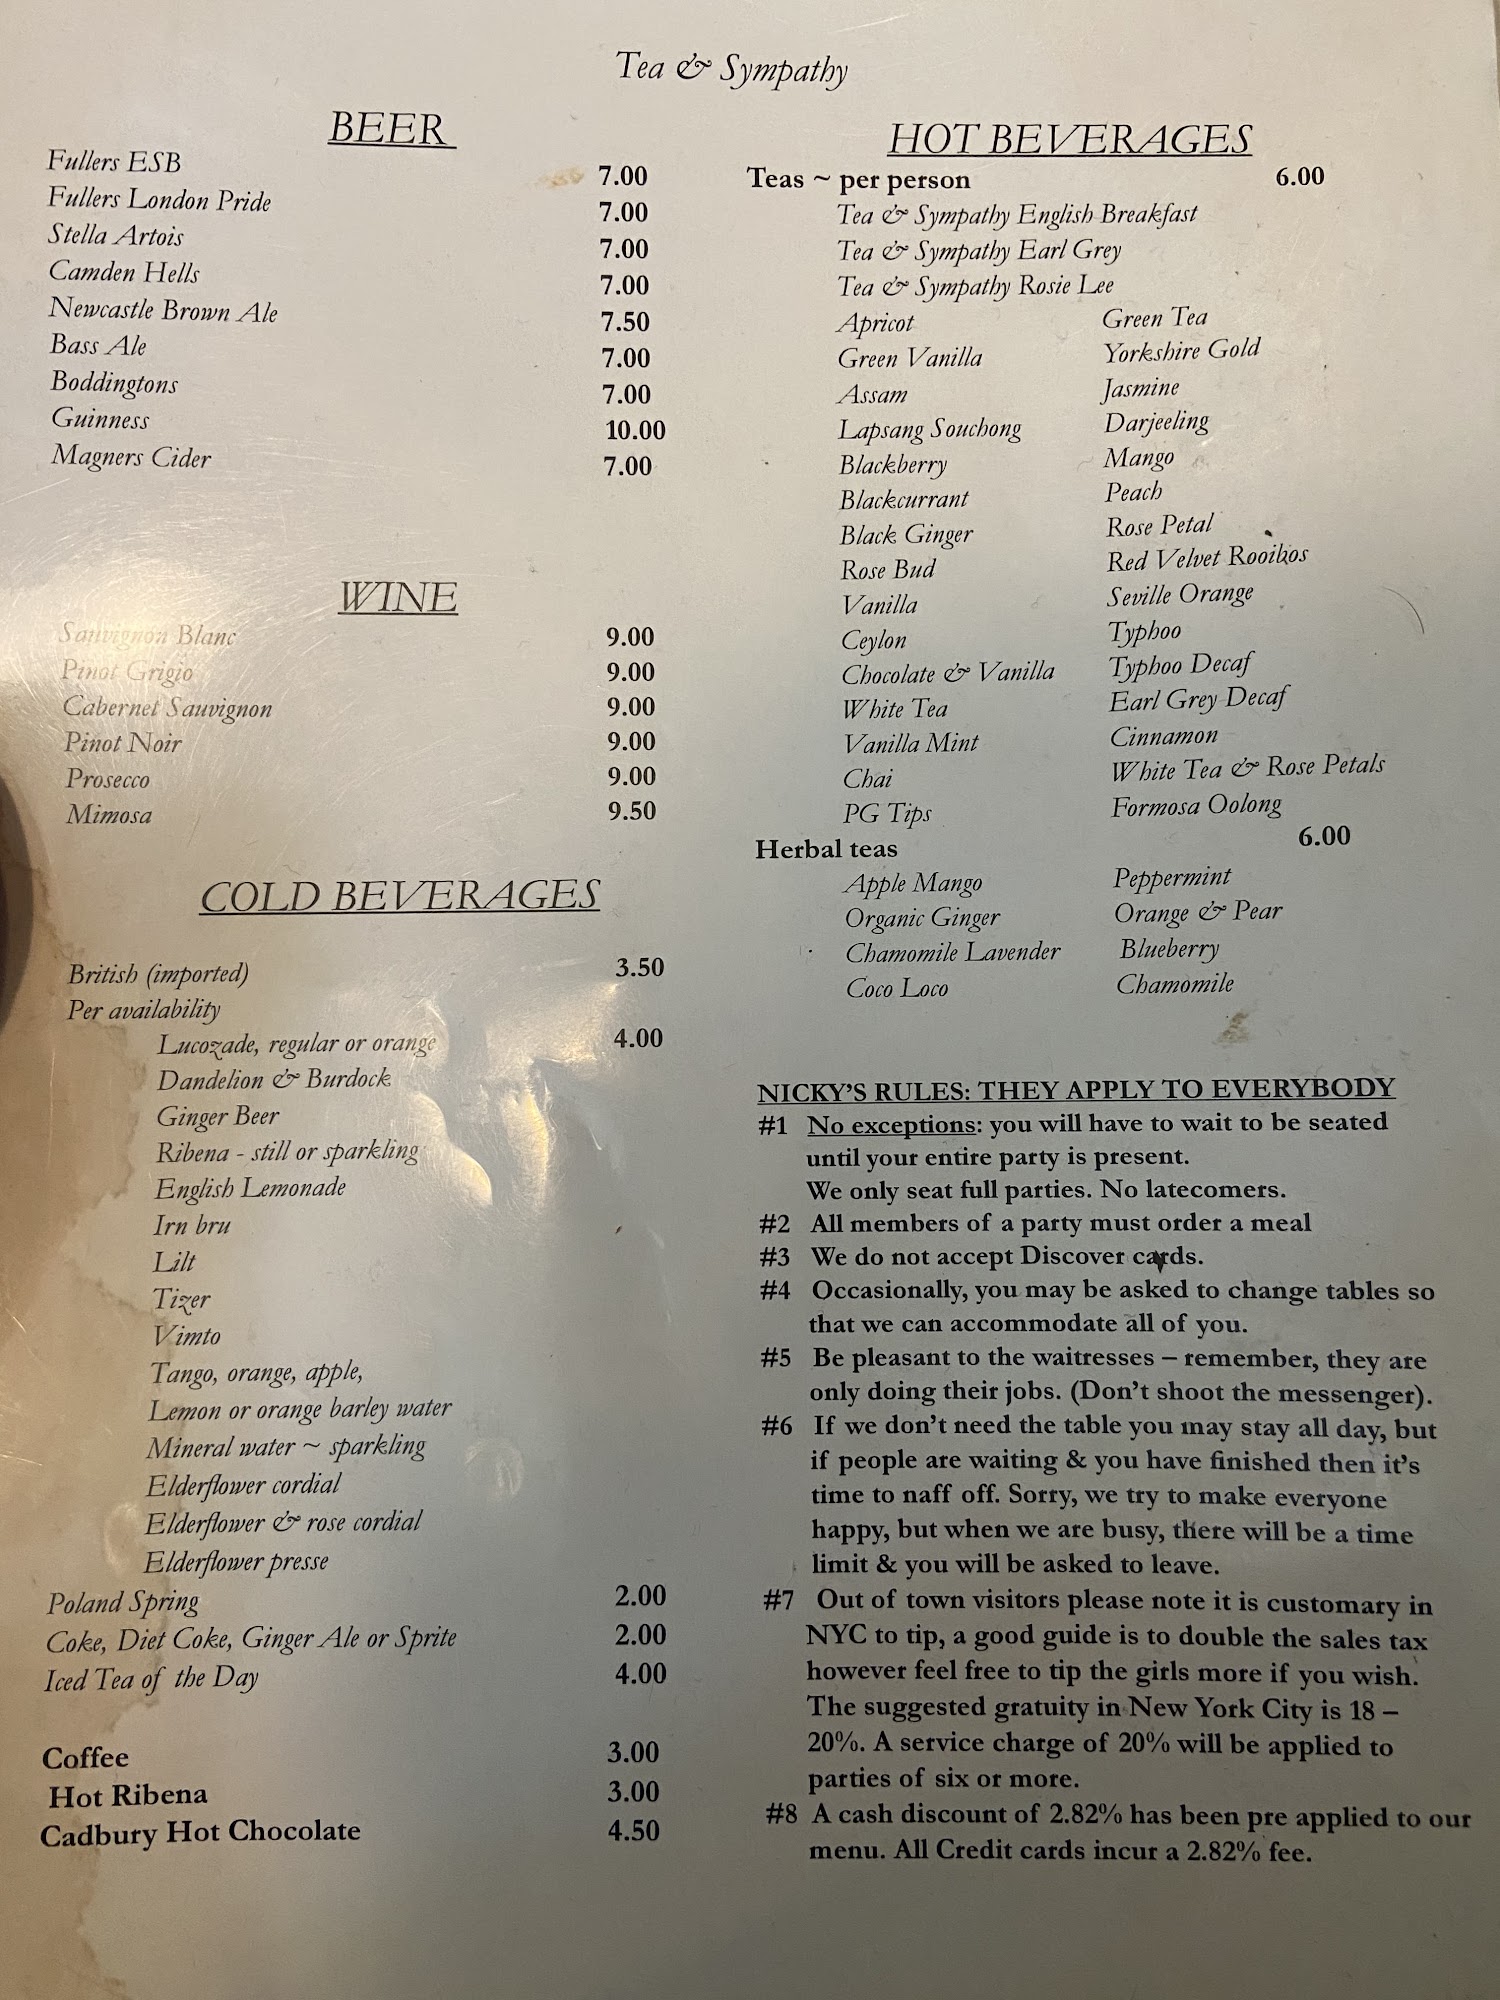 Tea & Sympathy
BEER
Fullers ESB 7.00
Fullers London Pride 7.00
Stella Artois 7.00
Camden Hells 7.00
Newcastle Brown Ale 7.50
Bass Ale 7.00
Boddingtons 7.00
Guinness 10.00
Magners Cider 7.00
WINE
Sauvignon Blanc 9.00
Pinot Grigio 9.00
Cabernet Sauvignon 9.00
Pinot Noir 9.00
Prosecco 9.00
Mimosa 9.50
COLD BEVERAGES
British (imported) 3.50
Per availability
Lucozade, regular or orange 4.00
Dandelion & Burdock
Ginger Beer
Ribena - still or sparkling
English Lemonade
Irn bru
Lilt
Tizer
Vimto
Tango, orange, apple,
Lemon or orange barley water
Mineral water ~ sparkling
Elderflower cordial
Elderflower & rose cordial
Elderflower presse
Poland Spring 2.00
Coke, Diet Coke, Ginger Ale or Sprite 2.00
Iced Tea of the Day 4.00
Coffee 3.00
Hot Ribena 3.00
Cadbury Hot Chocolate 4.50
HOT BEVERAGES
Teas ~ per person 6.00
Tea & Sympathy English Breakfast
Tea & Sympathy Earl Grey
Tea & Sympathy Rosie Lee
Apricot Green Tea
Green Vanilla Yorkshire Gold
Assam Jasmine
Lapsang Souchong Darjeeling
Blackberry Mango
Blackcurrant Peach
Black Ginger Rose Petal
Rose Bud Red Velvet Rooibos
Vanilla Seville Orange
Ceylon Typhoo
Chocolate & Vanilla Typhoo Decaf
White Tea Earl Grey Decaf
Vanilla Mint Cinnamon
Chai White Tea & Rose Petals
PG Tips Formosa Oolong
Herbal teas 6.00
Apple Mango Peppermint
Organic Ginger Orange & Pear
Chamomile Lavender Blueberry
Coco Loco Chamomile
NICKY'S RULES: THEY APPLY TO EVERYBODY
#1 No exceptions: you will have to wait to be seated
until your entire party is present.
We only seat full parties. No latecomers.
#2 All members of a party must order a meal
#3 We do not accept Discover cards.
#4 Occasionally, you may be asked to change tables so
that we can accommodate all of you.
#5 Be pleasant to the waitresses – remember, they are
only doing their jobs. (Don't shoot the messenger).
#6 If we don't need the table you may stay all day, but
if people are waiting & you have finished then it's
time to naff off. Sorry, we try to make everyone
happy, but when we are busy, there will be a time
limit & you will be asked to leave.
#7 Out of town visitors please note it is customary in
NYC to tip, a good guide is to double the sales tax
however feel free to tip the girls more if you wish.
The suggested gratuity in New York City is 18 –
20%. A service charge of 20% will be applied to
parties of six or more.
#8 A cash discount of 2.82% has been pre applied to our
menu. All Credit cards incur a 2.82% fee.